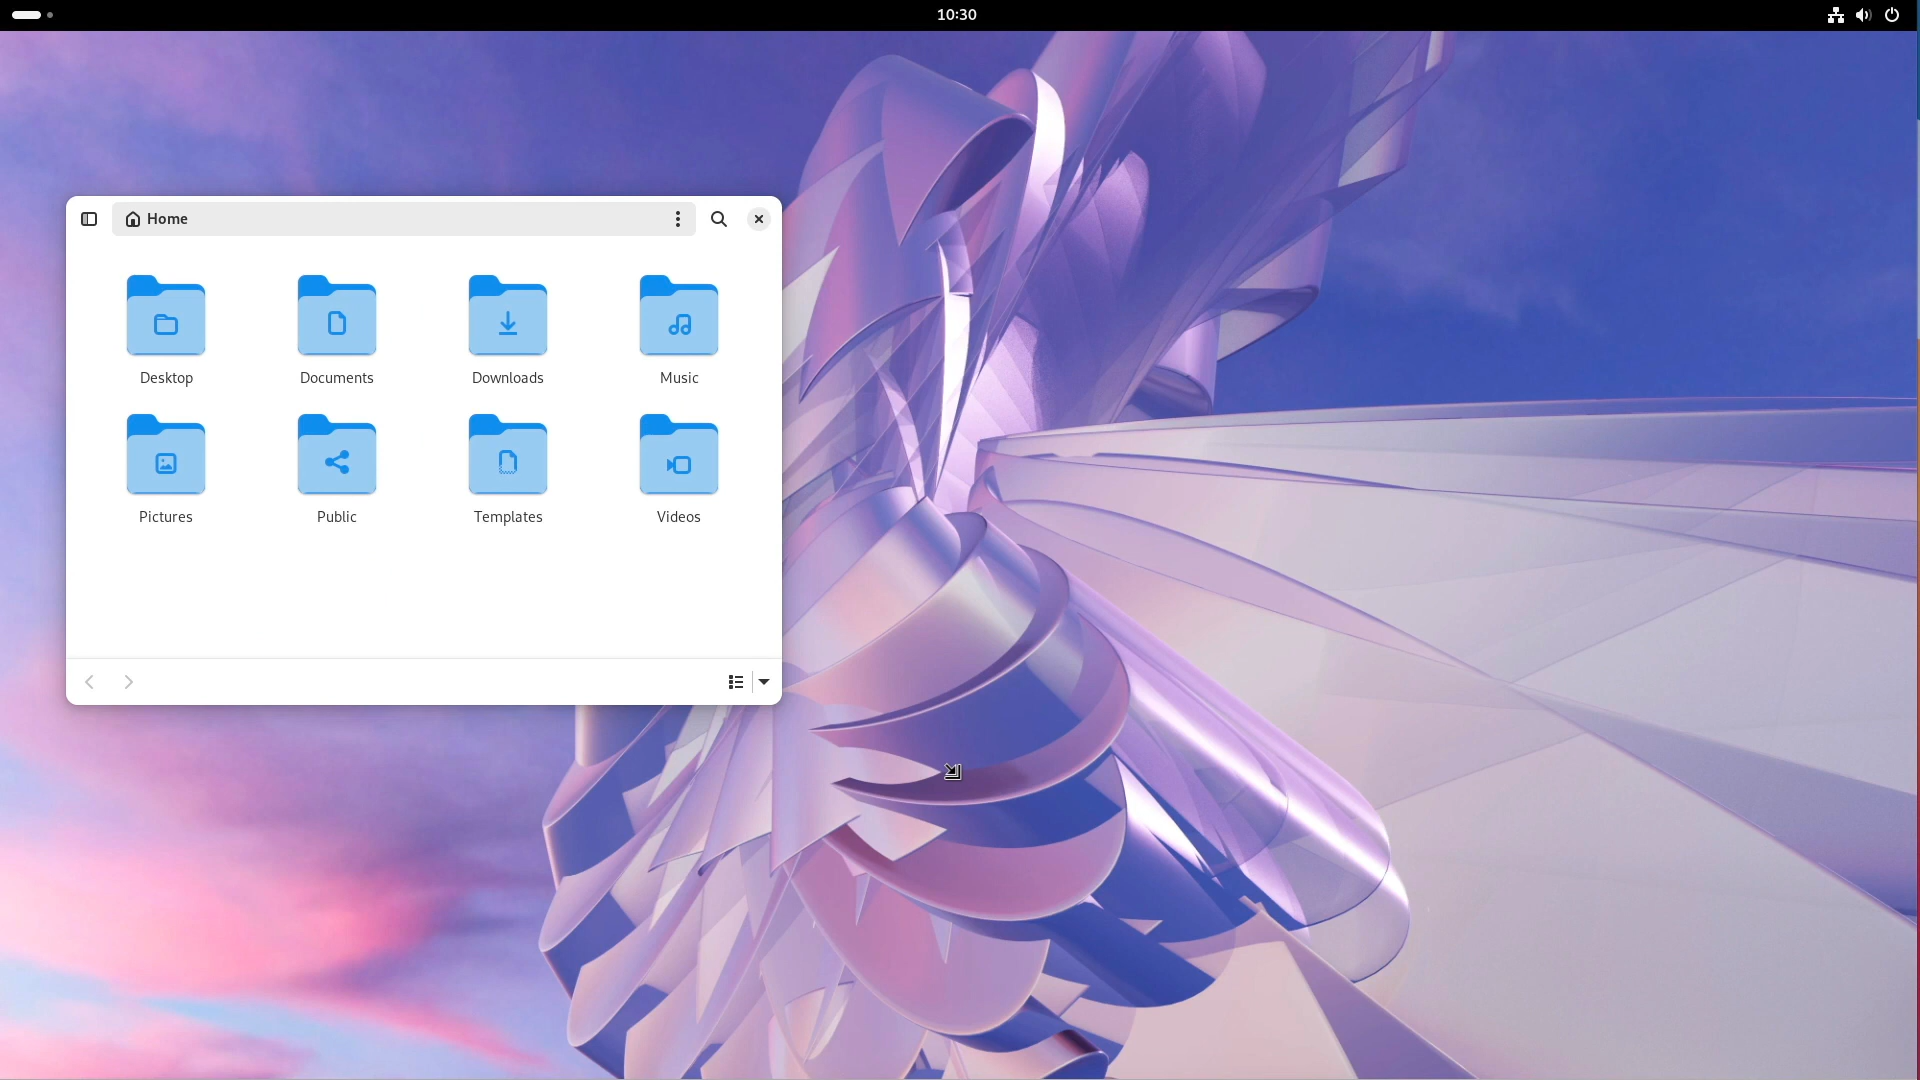 10:30
Home
Desktop
Documents
Downloads
Music
Pictures
Public
Templates
Videos